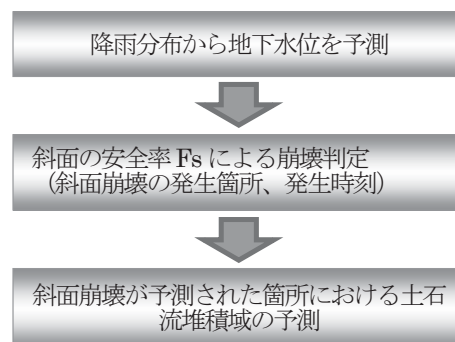 降雨分布から地下水位を予測
斜面の安全率 Fs による崩壊判定
（斜面崩壊の発生箇所、発生時刻）
斜面崩壊が予測された箇所における土石
流堆積域の予測